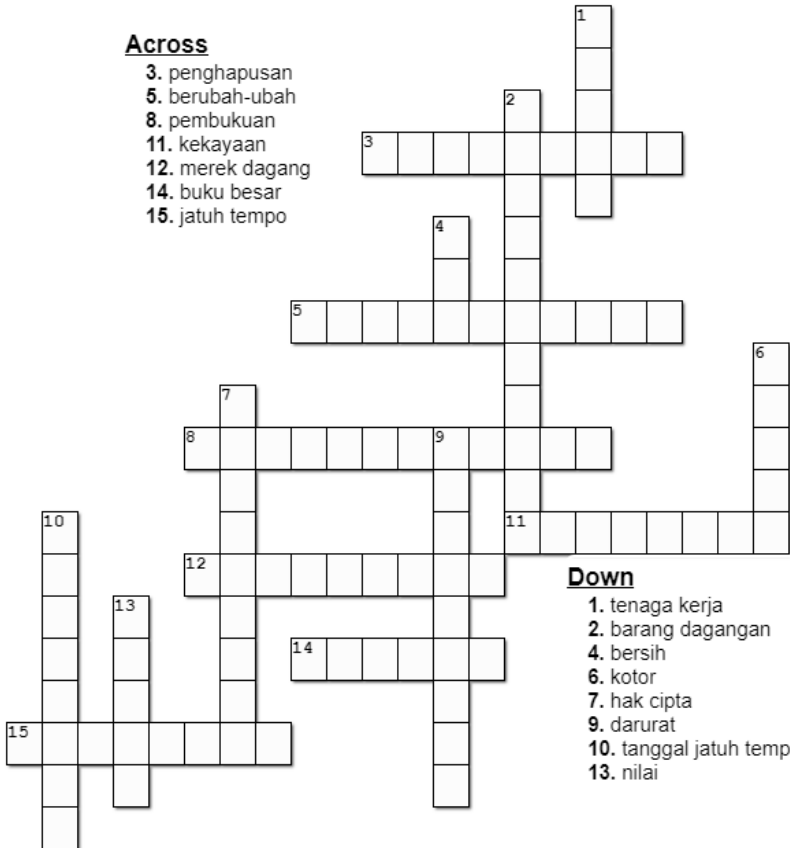 1
Across
3. penghapusan
5. berubah-ubah
8. pembukuan
11. kekayaan
12. merek dagang
14. buku besar
15. jatuh tempo
2
3
4
5
6
7
8
9
10
11
12
13
14
15
Down
1. tenaga kerja
2. barang dagangan
4. bersih
6. kotor
7. hak cipta
9. darurat
10. tanggal jatuh temp
13. nilai